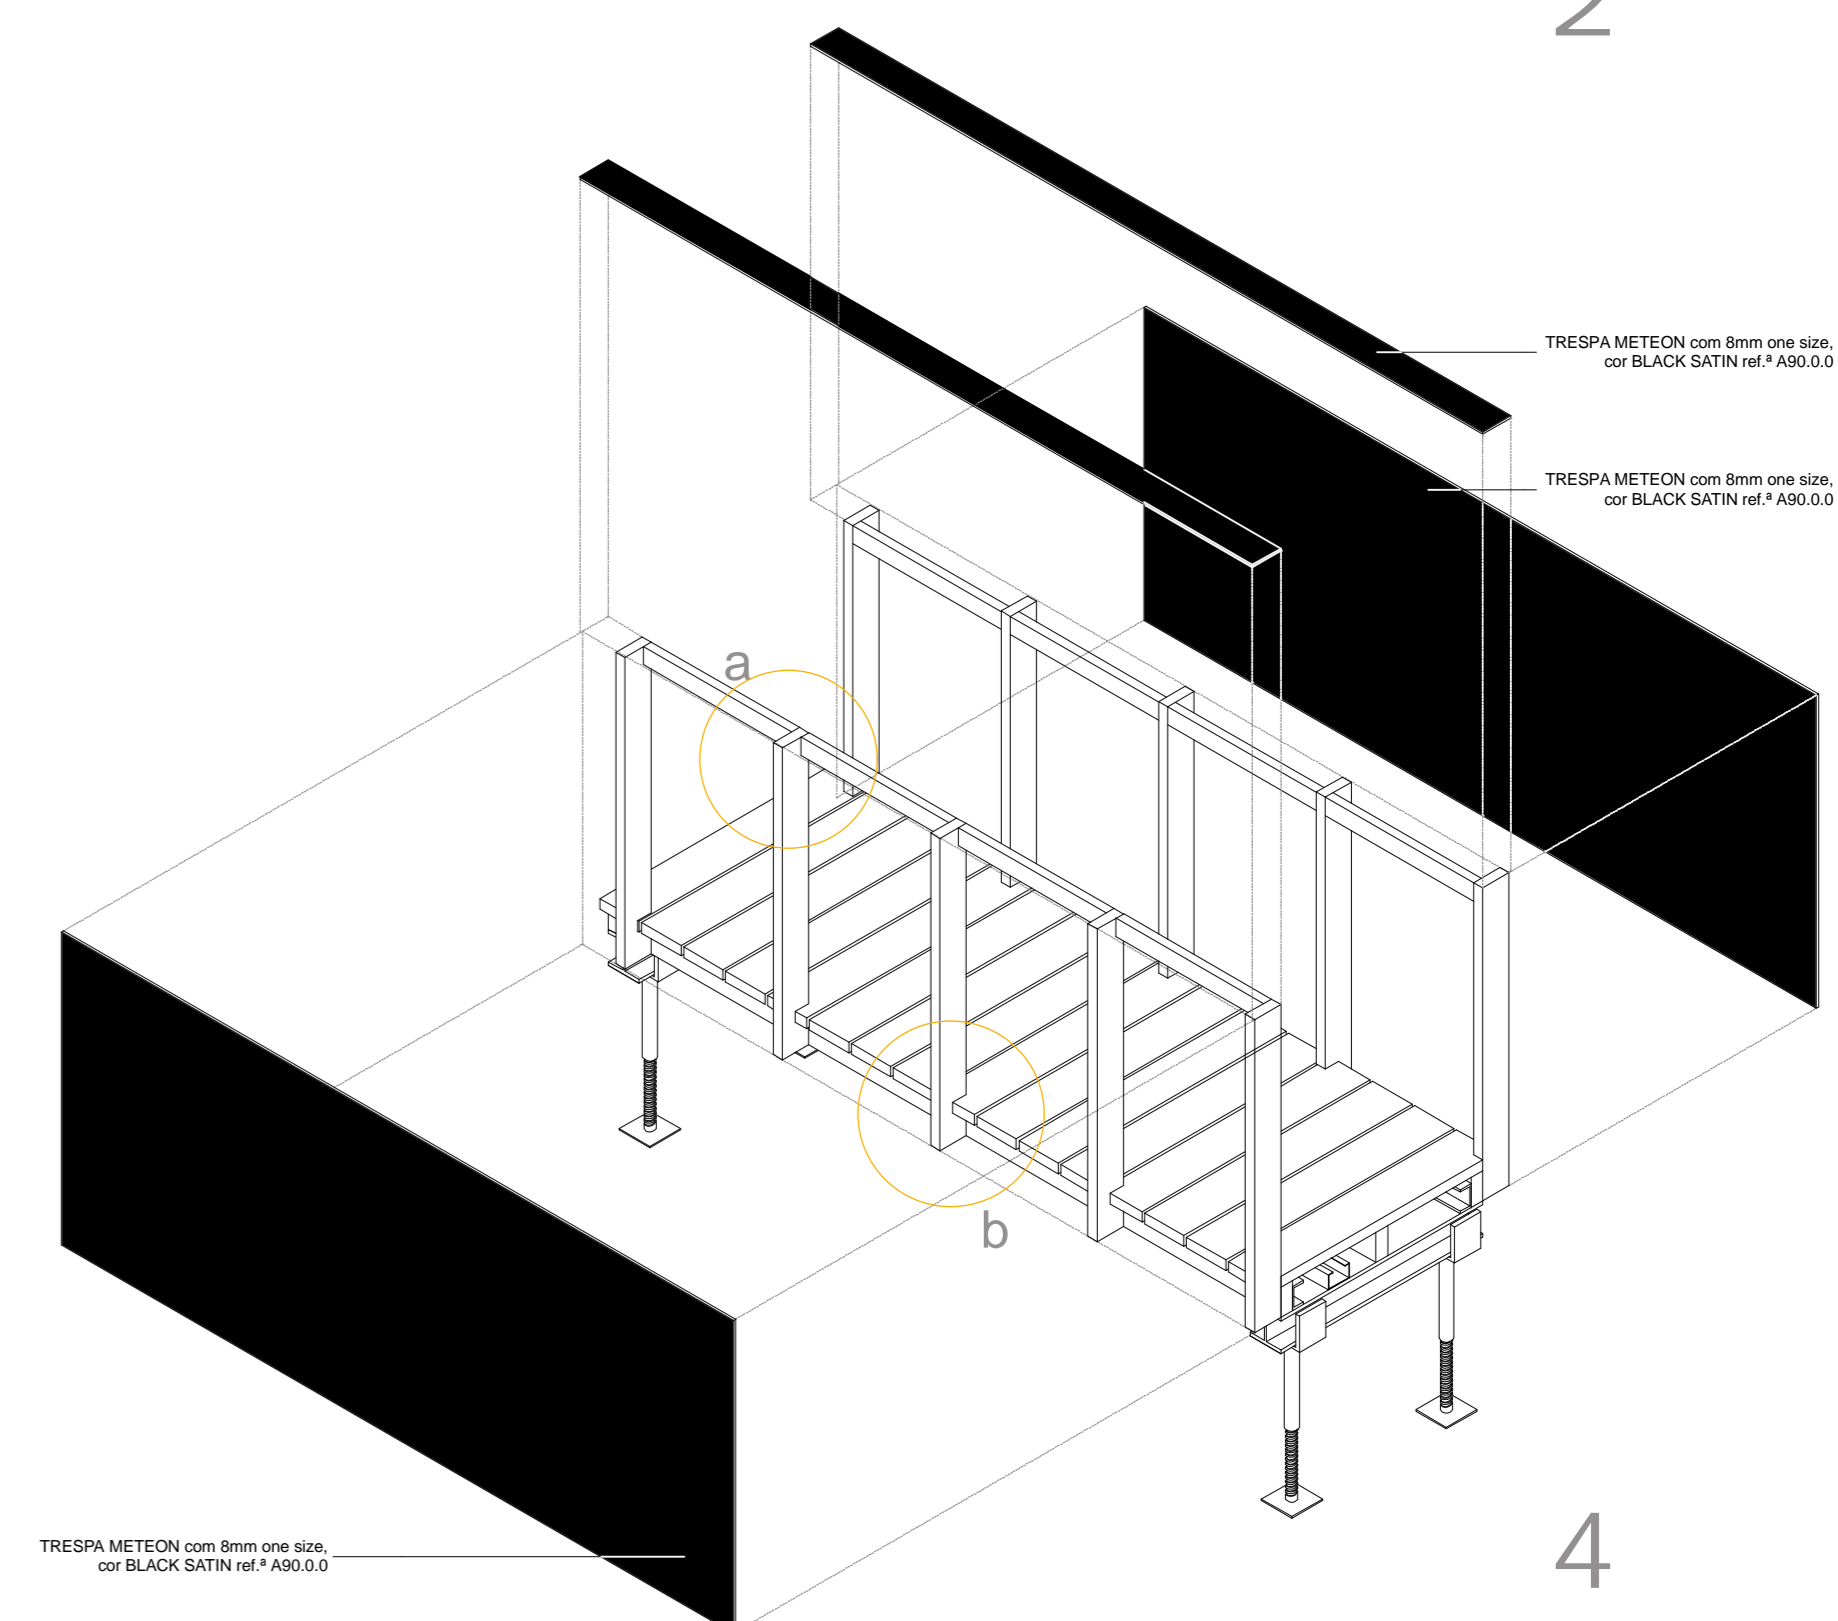 2
TRESPA METEON com 8mm one size,
cor BLACK SATIN ref.ª A90.0.0
TRESPA METEON com 8mm one size,
cor BLACK SATIN ref.ª A90.0.0
a
b
TRESPA METEON com 8mm one size,
cor BLACK SATIN ref.ª A90.0.0
4